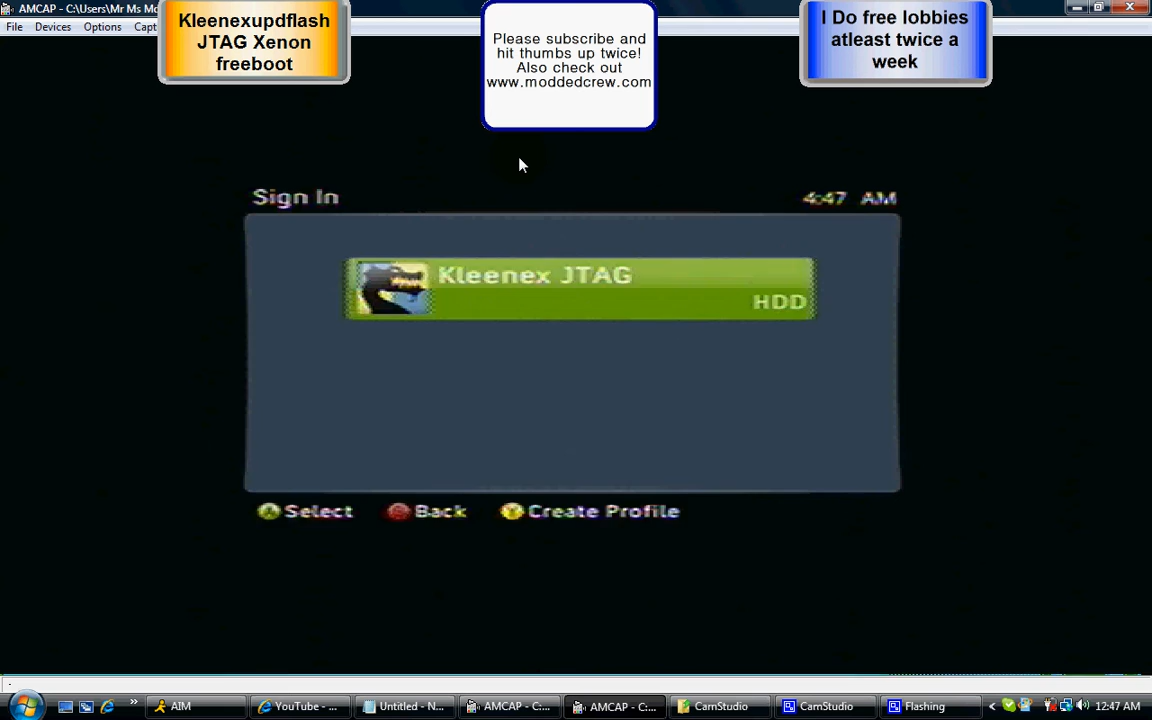 AMCAP - C:\Users\Mr Ms Mo
File Devices Options Capt
Kleenexupdflash
JTAG Xenon
freeboot
Please subscribe and
hit thumbs up twice!
Also check out
www.moddedcrew.com
I Do free lobbies
atleast twice a
week
Sign In 4:47 AM
Kleenex JTAG
HDD
A Select Back Y Create Profile
AIM YouTube - ... Untitled - N... AMCAP - C:... AMCAP - C:... CamStudio CamStudio Flashing 12:47 AM